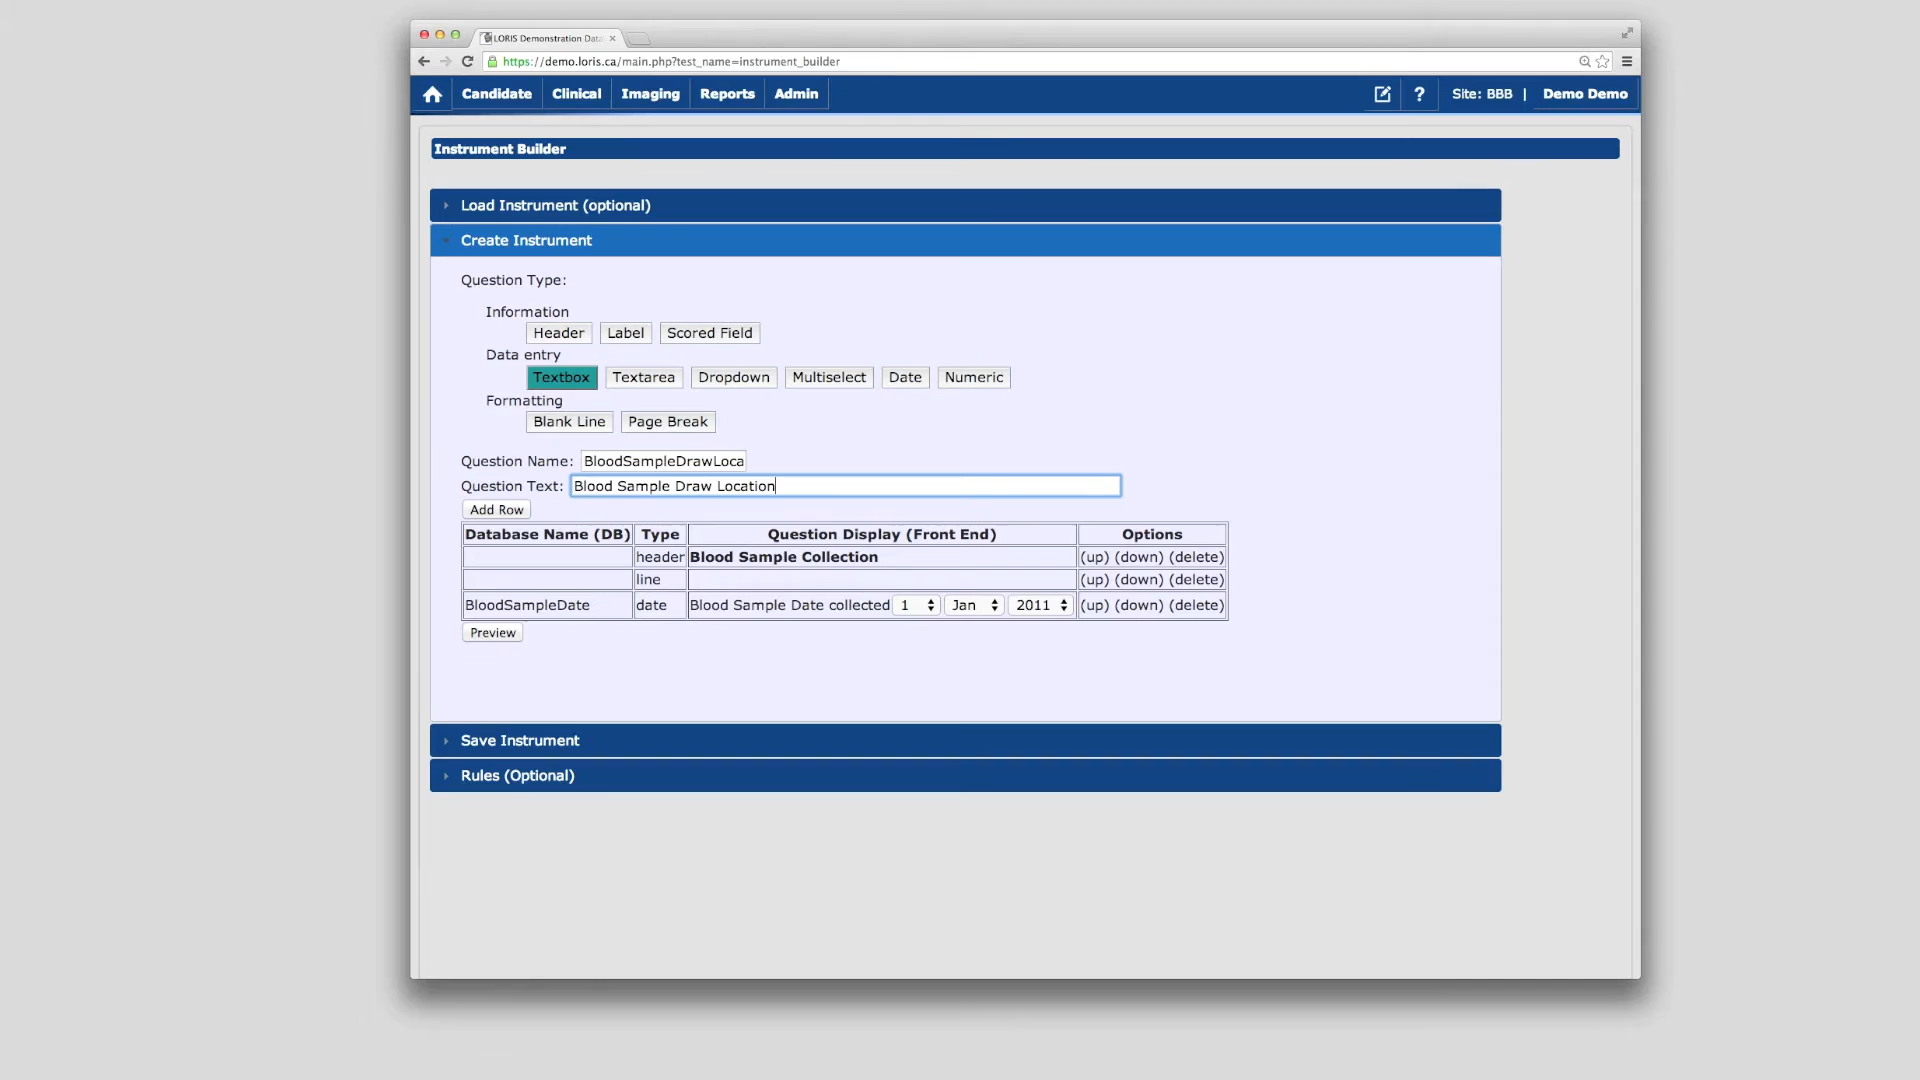 LORIS Demonstration Data
https://demo.loris.ca/main.php?test_name=instrument_builder
Candidate Clinical Imaging Reports Admin ? Site: BBB | Demo Demo
Instrument Builder
Load Instrument (optional)
Create Instrument
Question Type:
Information
Header Label Scored Field
Data entry
Textbox Textarea Dropdown Multiselect Date Numeric
Formatting
Blank Line Page Break
Question Name: BloodSampleDrawLoca
Question Text: Blood Sample Draw Location
Add Row
Database Name (DB) Type Question Display (Front End) Options
header Blood Sample Collection (up) (down) (delete)
line (up) (down) (delete)
BloodSampleDate date Blood Sample Date collected 1 Jan 2011 (up) (down) (delete)
Preview
Save Instrument
Rules (Optional)